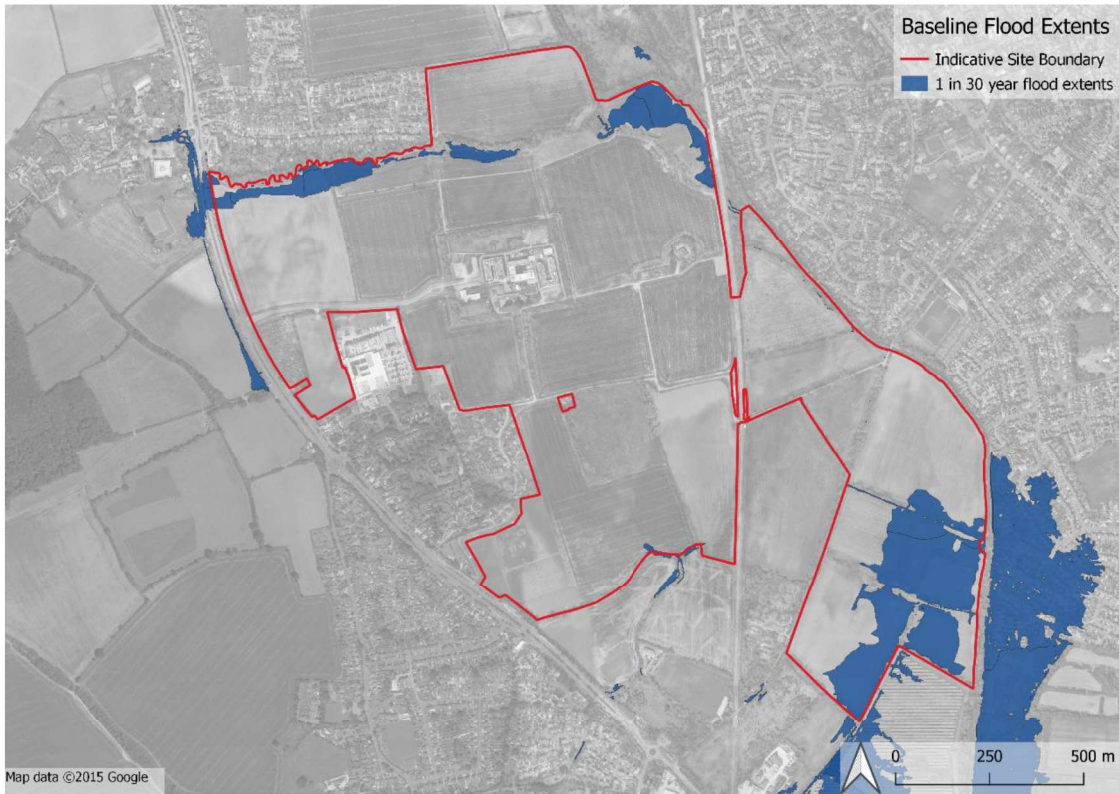 Baseline Flood Extents
Indicative Site Boundary
1 in 30 year flood extents
Map data ©2015 Google
0 250 500 m